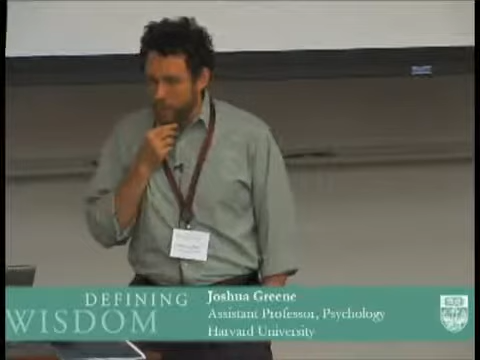 DEFINING
WISDOM
Joshua Greene
Assistant Professor, Psychology
Harvard University